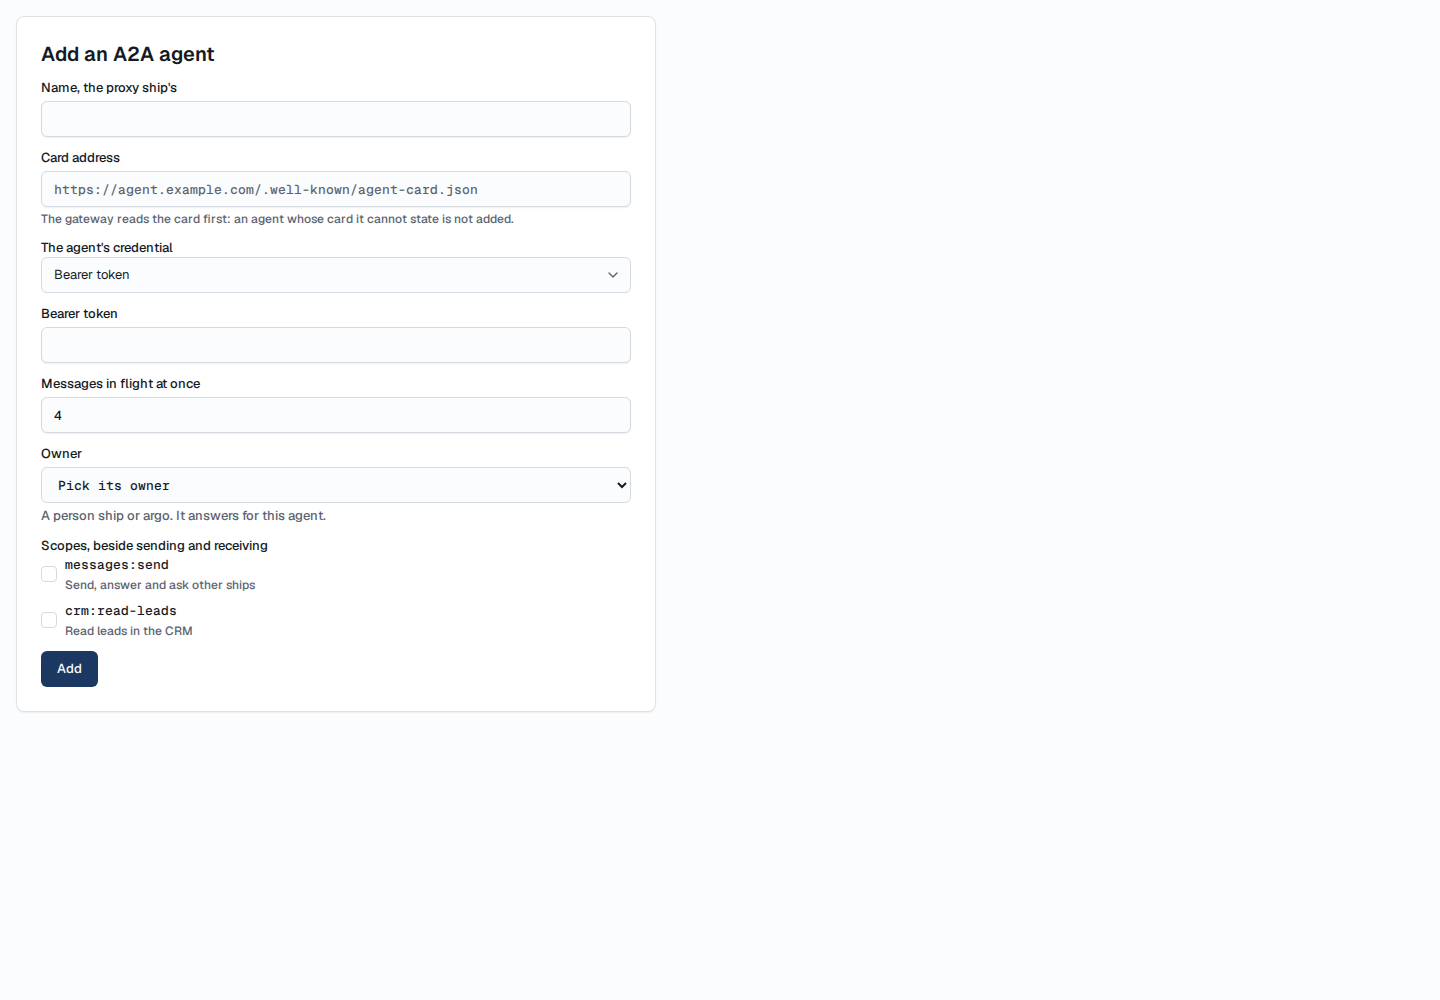 Add an A2A agent
Name, the proxy ship's
Card address
https://agent.example.com/.well-known/agent-card.json
The gateway reads the card first: an agent whose card it cannot state is not added.
The agent's credential
Bearer token
Bearer token
Messages in flight at once
4
Owner
Pick its owner
A person ship or argo. It answers for this agent.
Scopes, beside sending and receiving
messages:send
Send, answer and ask other ships
crm:read-leads
Read leads in the CRM
Add